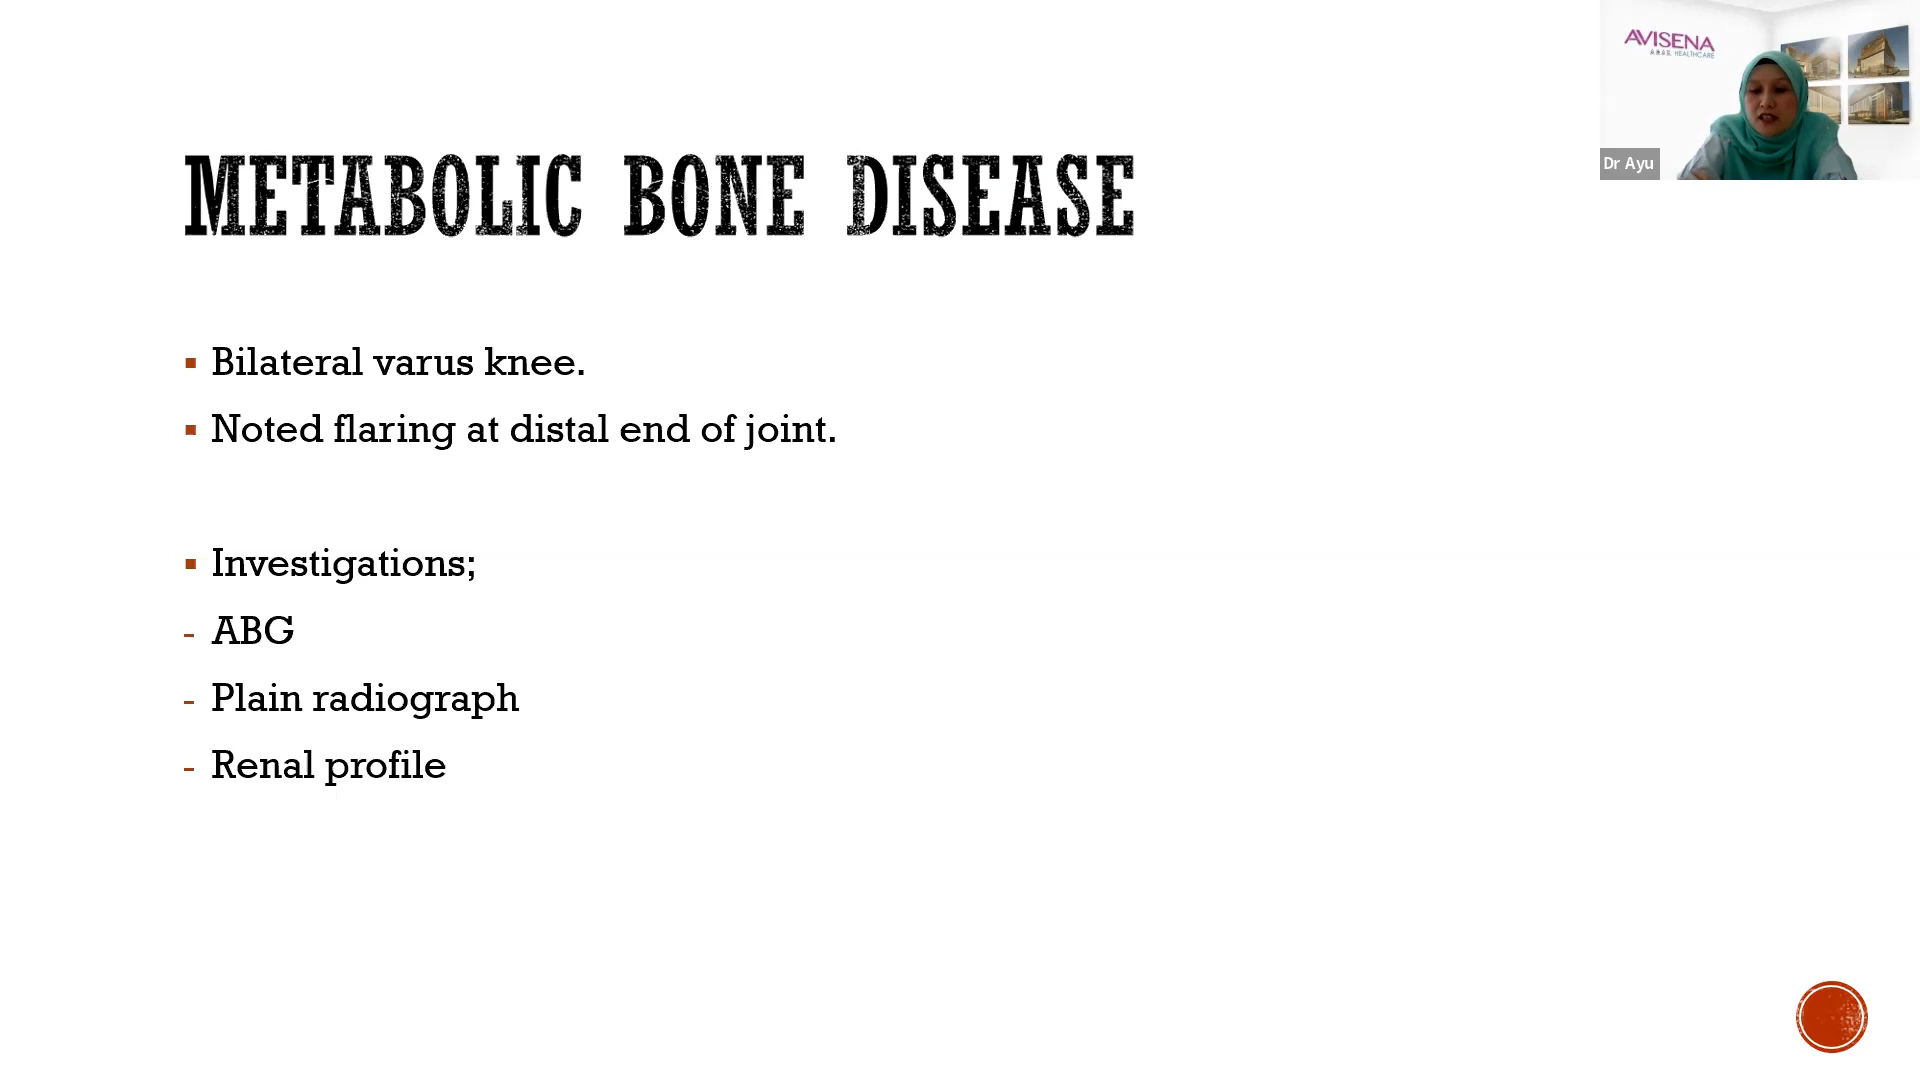 METABOLIC BONE DISEASE
Bilateral varus knee.
Noted flaring at distal end of joint.
Investigations;
- ABG
- Plain radiograph
- Renal profile
AVISENA
HEALTHCARE
Dr Ayu